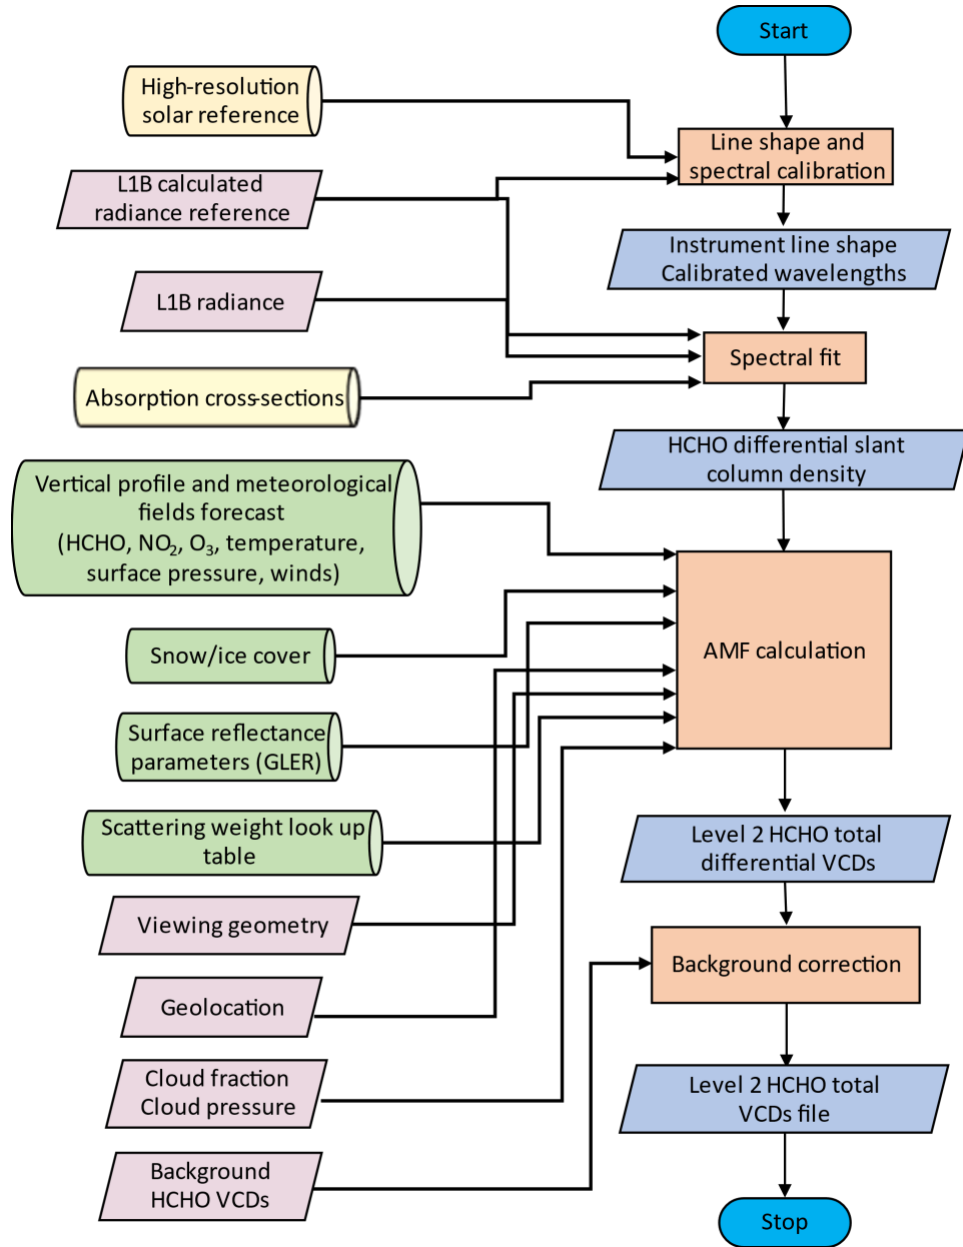 Start
High-resolution
solar reference
Line shape and
spectral calibration
L1B calculated
radiance reference
Instrument line shape
Calibrated wavelengths
L1B radiance
Spectral fit
Absorption cross-sections
HCHO differential slant
column density
Vertical profile and meteorological
fields forecast
(HCHO, NO₂, O₃, temperature,
surface pressure, winds)
Snow/ice cover
AMF calculation
Surface reflectance
parameters (GLER)
Scattering weight look up
table
Level 2 HCHO total
differential VCDs
Viewing geometry
Background correction
Geolocation
Cloud fraction
Cloud pressure
Level 2 HCHO total
VCDs file
Background
HCHO VCDs
Stop